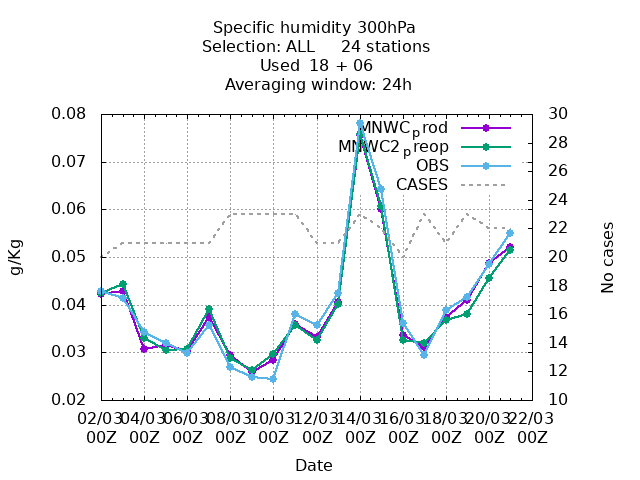 Specific humidity 300hPa
Selection: ALL 24 stations
Used 18 + 06
Averaging window: 24h
MNWC_prod
MNWC2_preop
OBS
CASES
0.08
0.07
0.06
0.05
0.04
0.03
0.02
30
28
26
24
22
20
18
16
14
12
10
g/Kg
No cases
02/03 04/03 06/03 08/03 10/03 12/03 14/03 16/03 18/03 20/03 22/03
00Z 00Z 00Z 00Z 00Z 00Z 00Z 00Z 00Z 00Z 00Z
Date